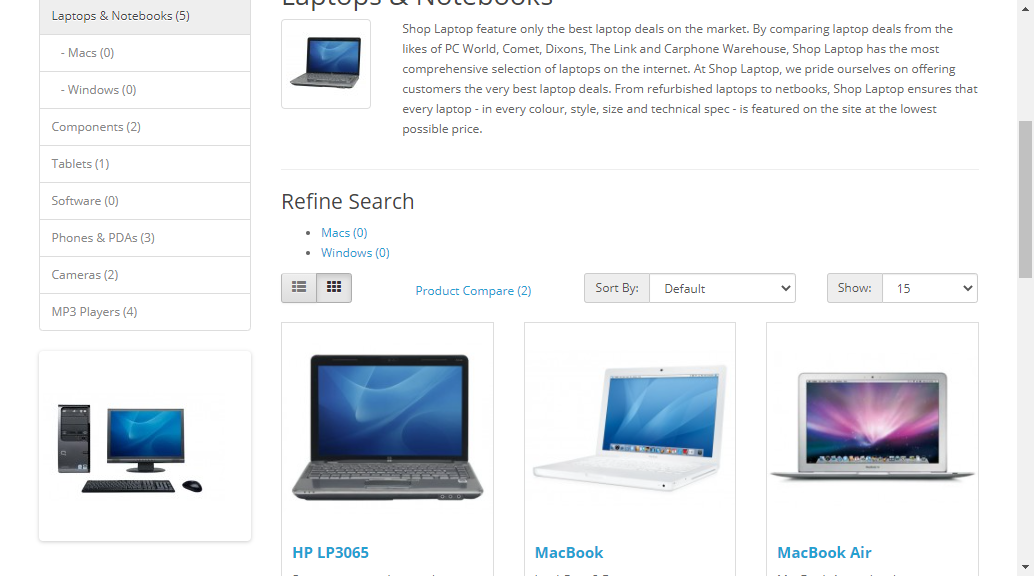 Laptops & Notebooks (5)
- Macs (0)
- Windows (0)
Components (2)
Tablets (1)
Software (0)
Phones & PDAs (3)
Cameras (2)
MP3 Players (4)
Laptops & Notebooks
Shop Laptop feature only the best laptop deals on the market. By comparing laptop deals from the
likes of PC World, Comet, Dixons, The Link and Carphone Warehouse, Shop Laptop has the most
comprehensive selection of laptops on the internet. At Shop Laptop, we pride ourselves on offering
customers the very best laptop deals. From refurbished laptops to netbooks, Shop Laptop ensures that
every laptop - in every colour, style, size and technical spec - is featured on the site at the lowest
possible price.
Refine Search
Macs (0)
Windows (0)
Product Compare (2)
Sort By: Default
Show: 15
HP LP3065
MacBook
MacBook Air